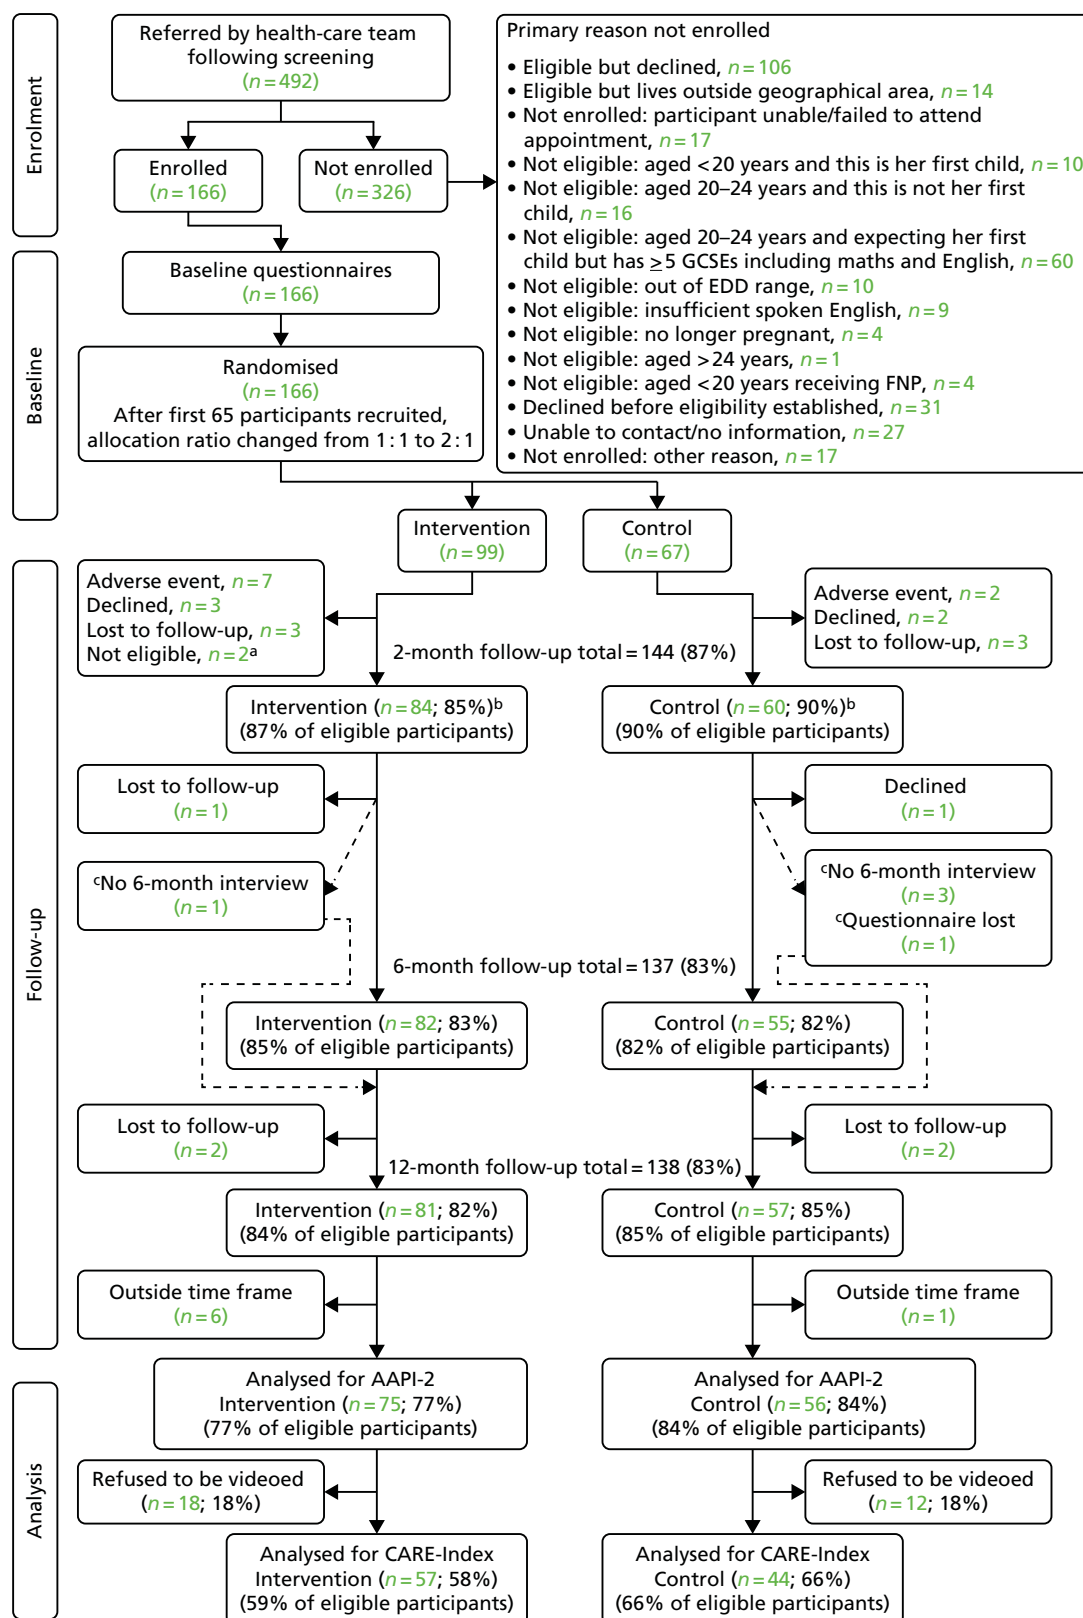 Enrolment
Referred by health-care team
following screening
(n=492)
Enrolled
(n=166)
Not enrolled
(n=326)
Primary reason not enrolled
• Eligible but declined, n=106
• Eligible but lives outside geographical area, n=14
• Not enrolled: participant unable/failed to attend
appointment, n=17
• Not eligible: aged <20 years and this is her first child, n=10
• Not eligible: aged 20–24 years and this is not her first
child, n=16
• Not eligible: aged 20–24 years and expecting her first
child but has ≥5 GCSEs including maths and English, n=60
• Not eligible: out of EDD range, n=10
• Not eligible: insufficient spoken English, n=9
• Not eligible: no longer pregnant, n=4
• Not eligible: aged >24 years, n=1
• Not eligible: aged <20 years receiving FNP, n=4
• Declined before eligibility established, n=31
• Unable to contact/no information, n=27
• Not enrolled: other reason, n=17
Baseline
Baseline questionnaires
(n=166)
Randomised
(n=166)
After first 65 participants recruited,
allocation ratio changed from 1:1 to 2:1
Intervention
(n=99)
Control
(n=67)
Follow-up
Adverse event, n=7
Declined, n=3
Lost to follow-up, n=3
Not eligible, n=2a
Adverse event, n=2
Declined, n=2
Lost to follow-up, n=3
2-month follow-up total=144 (87%)
Intervention (n=84; 85%)b
(87% of eligible participants)
Control (n=60; 90%)b
(90% of eligible participants)
Lost to follow-up
(n=1)
Declined
(n=1)
cNo 6-month interview
(n=1)
cNo 6-month interview
(n=3)
cQuestionnaire lost
(n=1)
6-month follow-up total=137 (83%)
Intervention (n=82; 83%)
(85% of eligible participants)
Control (n=55; 82%)
(82% of eligible participants)
Lost to follow-up
(n=2)
Lost to follow-up
(n=2)
12-month follow-up total=138 (83%)
Intervention (n=81; 82%)
(84% of eligible participants)
Control (n=57; 85%)
(85% of eligible participants)
Outside time frame
(n=6)
Outside time frame
(n=1)
Analysis
Analysed for AAPI-2
Intervention (n=75; 77%)
(77% of eligible participants)
Analysed for AAPI-2
Control (n=56; 84%)
(84% of eligible participants)
Refused to be videoed
(n=18; 18%)
Refused to be videoed
(n=12; 18%)
Analysed for CARE-Index
Intervention (n=57; 58%)
(59% of eligible participants)
Analysed for CARE-Index
Control (n=44; 66%)
(66% of eligible participants)